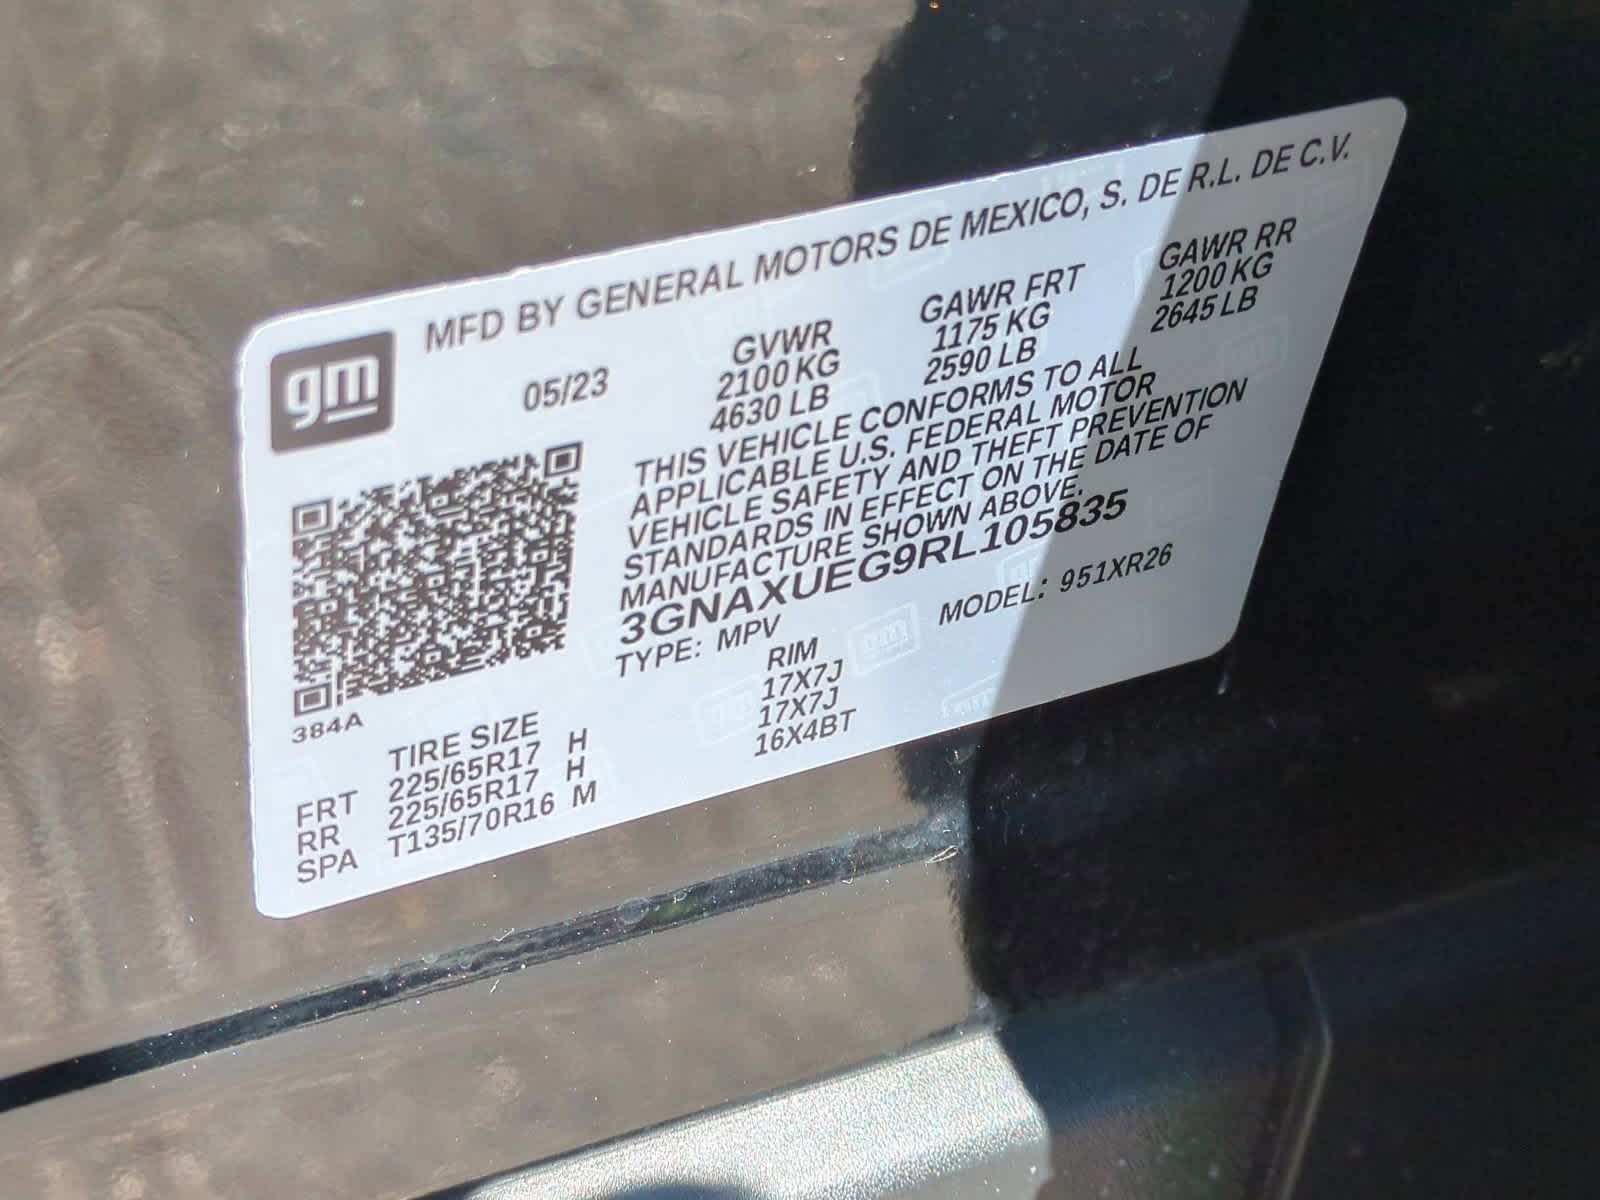 MFD BY GENERAL MOTORS DE MEXICO, S. DE R.L. DE C.V.
gm
05/23
GVWR
2100 KG
4630 LB
GAWR FRT
1175 KG
2590 LB
GAWR RR
1200 KG
2645 LB
THIS VEHICLE CONFORMS TO ALL
APPLICABLE U.S. FEDERAL MOTOR
VEHICLE SAFETY AND THEFT PREVENTION
STANDARDS IN EFFECT ON THE DATE OF
MANUFACTURE SHOWN ABOVE.
3GNAXUEG9RL105835
TYPE: MPV
MODEL: 951XR26
384A
TIRE SIZE
RIM
FRT 225/65R17 H 17X7J
RR 225/65R17 H 17X7J
SPA T135/70R16 M 16X4BT